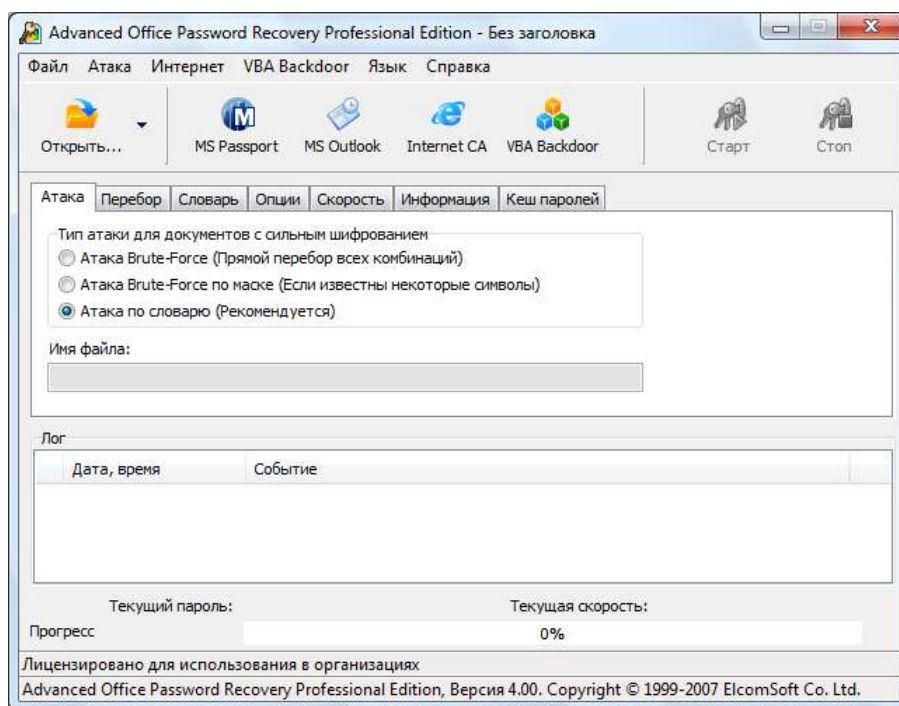 Advanced Office Password Recovery Professional Edition - Без заголовка
Файл Атака Интернет VBA Backdoor Язык Справка
Открыть... MS Passport MS Outlook Internet CA VBA Backdoor Старт Стоп
Атака Перебор Словарь Опции Скорость Информация Кеш паролей
Тип атаки для документов с сильным шифрованием
Атака Brute-Force (Прямой перебор всех комбинаций)
Атака Brute-Force по маске (Если известны некоторые символы)
Атака по словарю (Рекомендуется)
Имя файла:
Лог
Дата, время Событие
Текущий пароль: Текущая скорость:
Прогресс 0%
Лицензировано для использования в организациях
Advanced Office Password Recovery Professional Edition, Версия 4.00. Copyright © 1999-2007 ElcomSoft Co. Ltd.